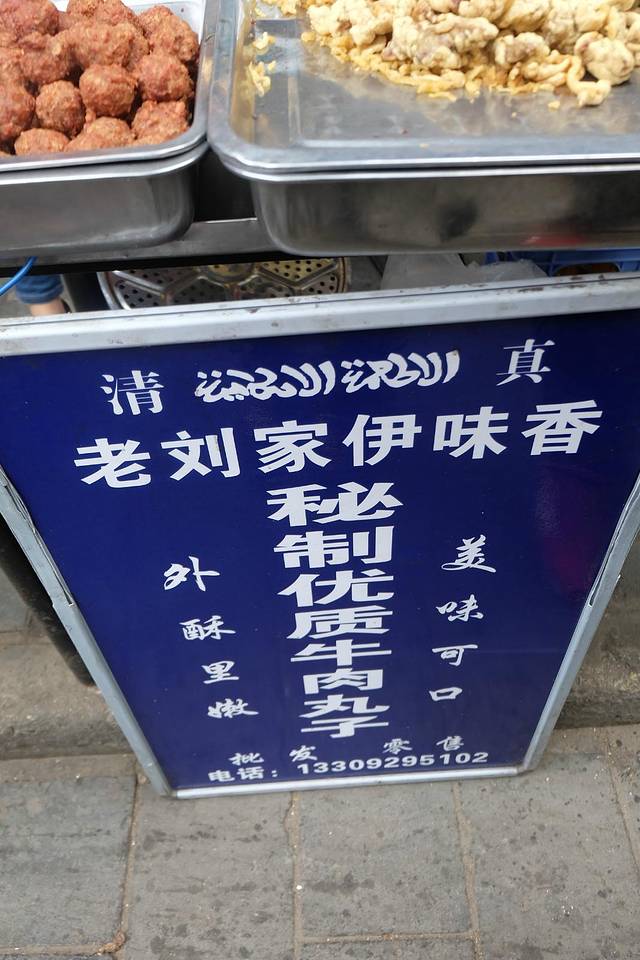 清 真
老刘家伊味香
秘制优质牛肉丸子
外酥里嫩
美味可口
批发 零售
电话：13309295102